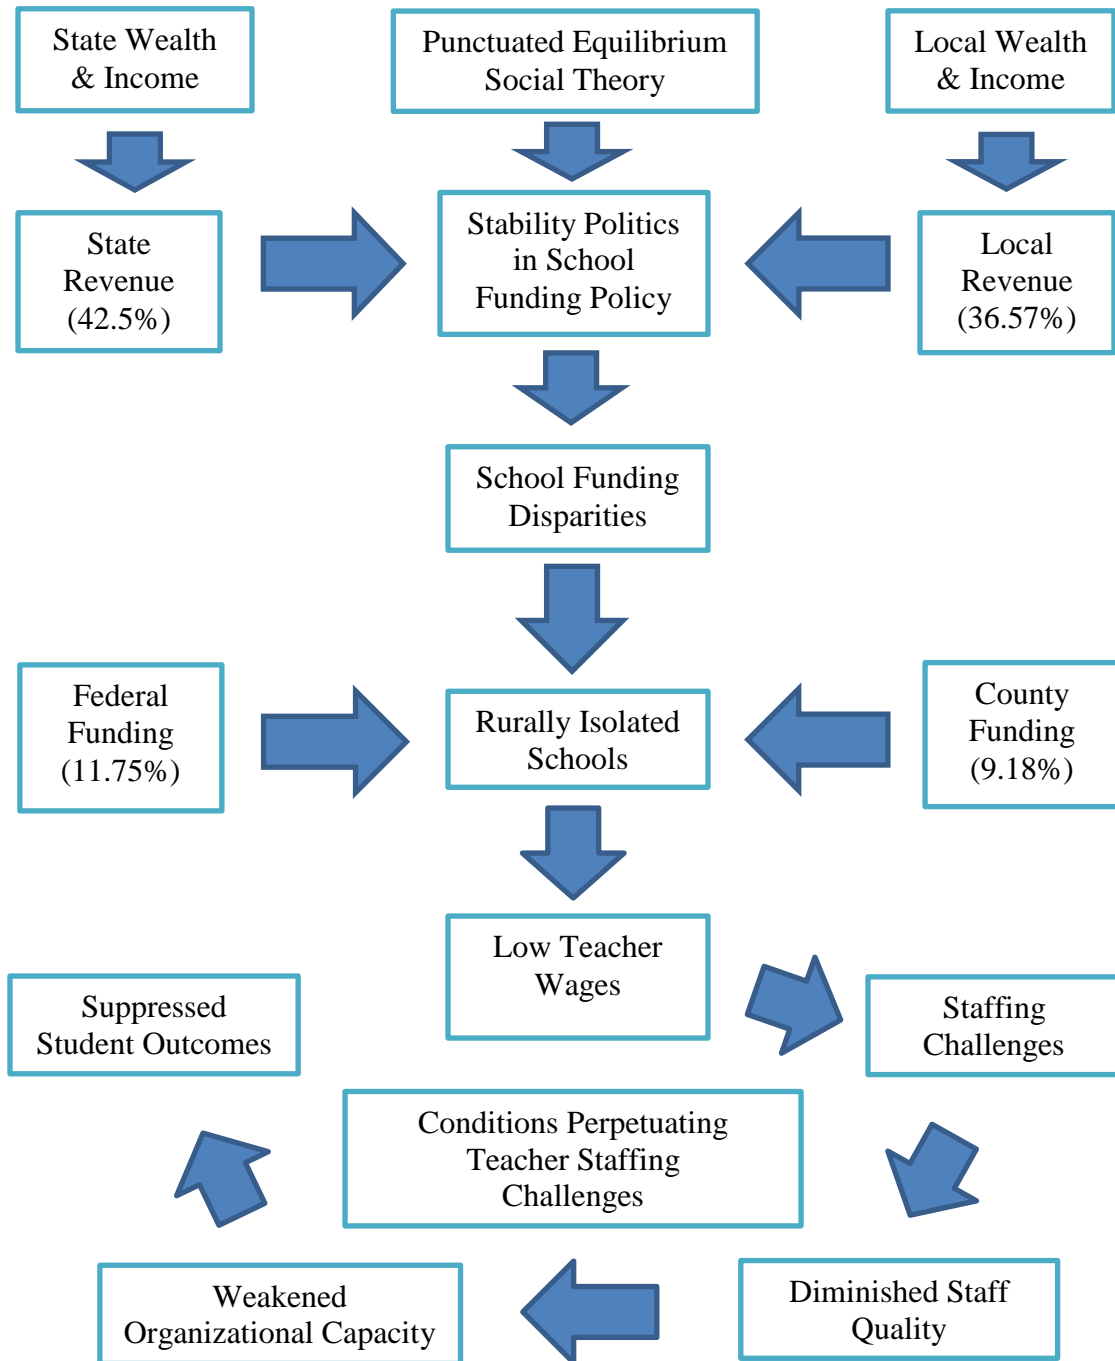 State Wealth
& Income
Punctuated Equilibrium
Social Theory
Local Wealth
& Income
State
Revenue
(42.5%)
Stability Politics
in School
Funding Policy
Local
Revenue
(36.57%)
School Funding
Disparities
Federal
Funding
(11.75%)
Rurally Isolated
Schools
County
Funding
(9.18%)
Low Teacher
Wages
Suppressed
Student Outcomes
Staffing
Challenges
Conditions Perpetuating
Teacher Staffing
Challenges
Weakened
Organizational Capacity
Diminished Staff
Quality